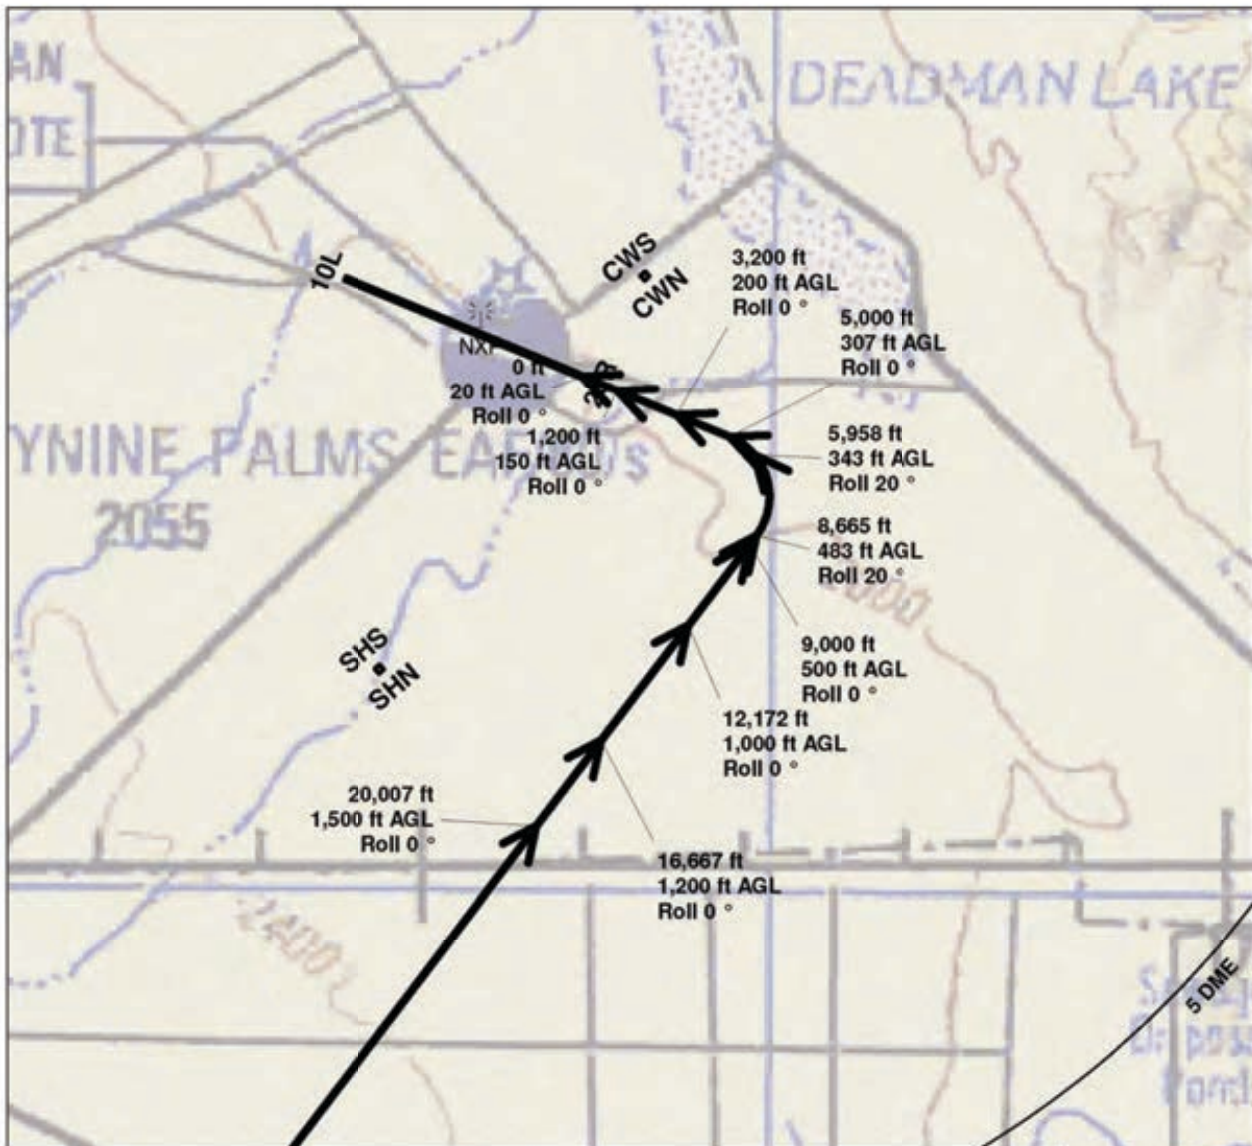 AN
OTE
DEADMAN LAKE
10L
CWS
CWN
3,200 ft
200 ft AGL
Roll 0 °
5,000 ft
307 ft AGL
Roll 0 °
0 ft
20 ft AGL
Roll 0 °
1,200 ft
150 ft AGL
Roll 0 °
YNINE PALMS EAF
2055
5,958 ft
343 ft AGL
Roll 20 °
8,665 ft
483 ft AGL
Roll 20 °
SHS
SHN
9,000 ft
500 ft AGL
Roll 0 °
12,172 ft
1,000 ft AGL
Roll 0 °
20,007 ft
1,500 ft AGL
Roll 0 °
16,667 ft
1,200 ft AGL
Roll 0 °
2400
5 DME